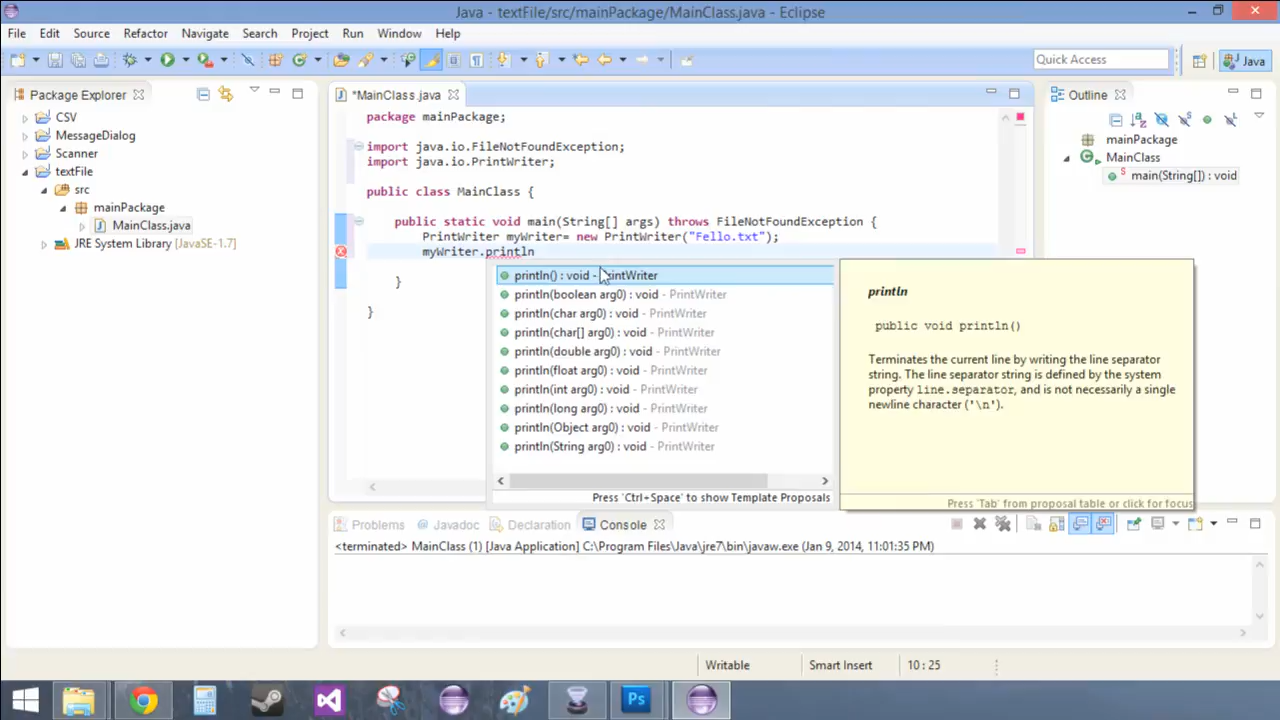 Java - textFile/src/mainPackage/MainClass.java - Eclipse
File Edit Source Refactor Navigate Search Project Run Window Help
Quick Access
Java
Package Explorer
CSV
MessageDialog
Scanner
textFile
src
mainPackage
MainClass.java
JRE System Library [JavaSE-1.7]
*MainClass.java
package mainPackage;
import java.io.FileNotFoundException;
import java.io.PrintWriter;
public class MainClass {
public static void main(String[] args) throws FileNotFoundException {
PrintWriter myWriter= new PrintWriter("Fello.txt");
myWriter.println
}
}
println() : void - PrintWriter
println(boolean arg0) : void - PrintWriter
println(char arg0) : void - PrintWriter
println(char[] arg0) : void - PrintWriter
println(double arg0) : void - PrintWriter
println(float arg0) : void - PrintWriter
println(int arg0) : void - PrintWriter
println(long arg0) : void - PrintWriter
println(Object arg0) : void - PrintWriter
println(String arg0) : void - PrintWriter
Press 'Ctrl+Space' to show Template Proposals
println
public void println()
Terminates the current line by writing the line separator
string. The line separator string is defined by the system
property line.separator, and is not necessarily a single
newline character ('\n').
Press 'Tab' from proposal table or click for focus
Outline
mainPackage
MainClass
main(String[]) : void
Problems Javadoc Declaration Console
<terminated> MainClass (1) [Java Application] C:\Program Files\Java\jre7\bin\javaw.exe (Jan 9, 2014, 11:01:35 PM)
Writable Smart Insert 10 : 25
Ps